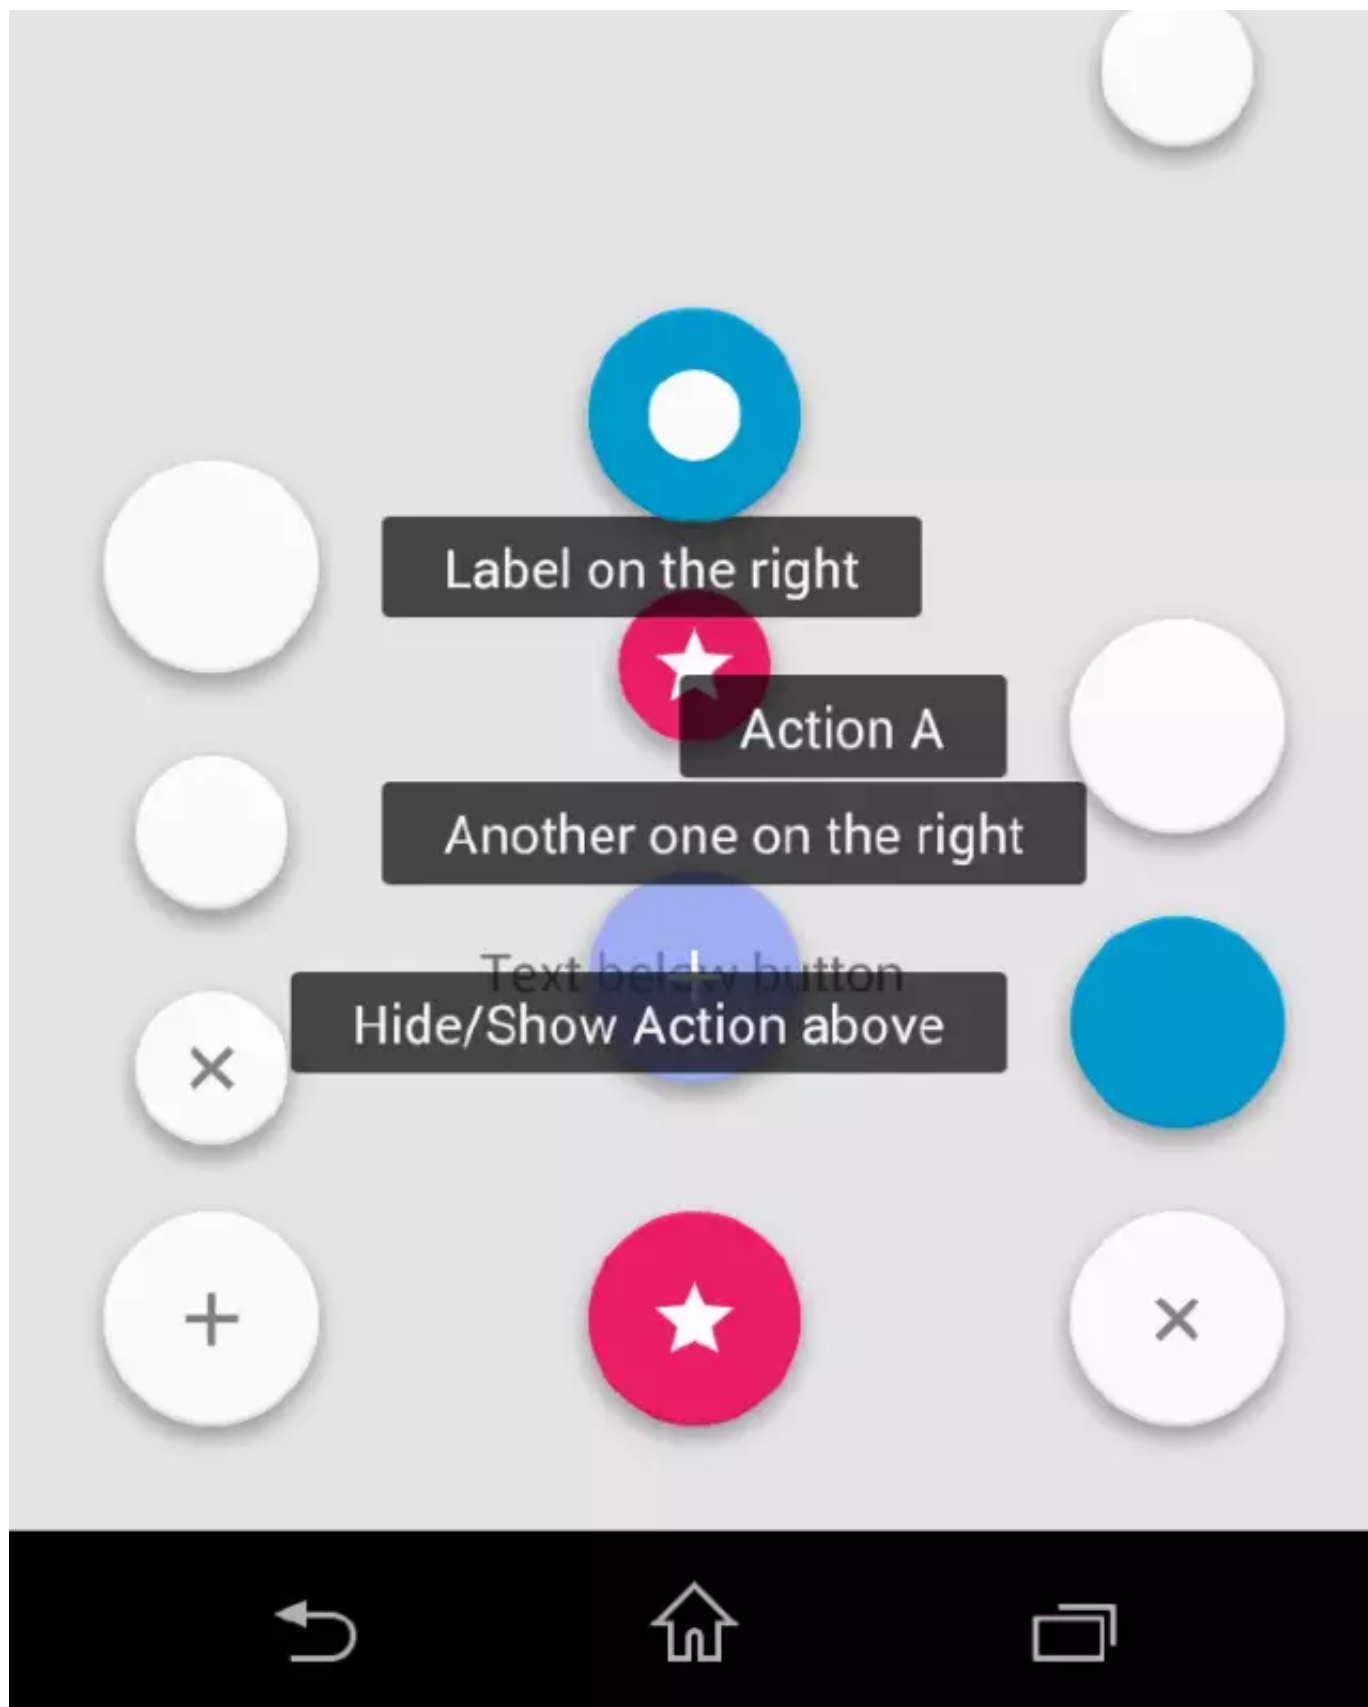 Label on the right
Action A
Another one on the right
Text below button
Hide/Show Action above